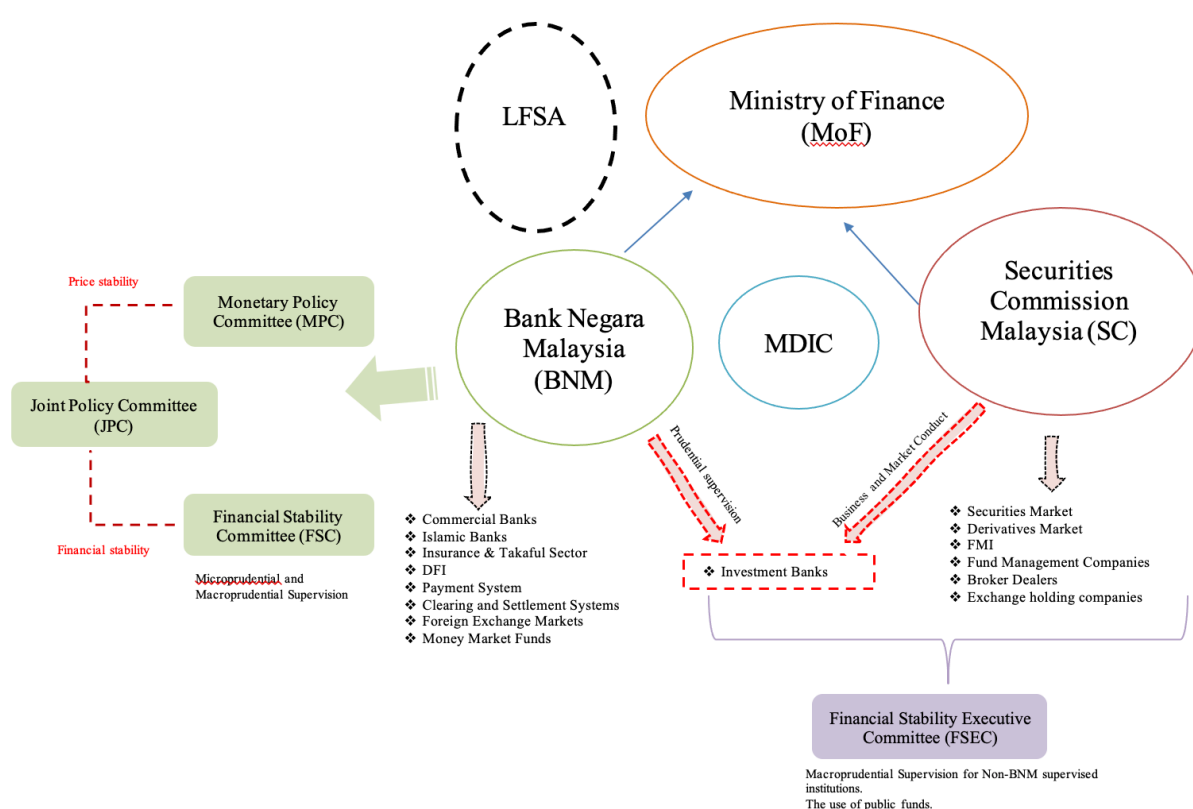 LFSA
Ministry of Finance
(MoF)
Securities
Commission
Malaysia (SC)
Bank Negara
Malaysia
(BNM)
MDIC
Price stability
Monetary Policy
Committee (MPC)
Joint Policy Committee
(JPC)
Financial Stability
Committee (FSC)
Financial stability
Microprudential and
Macroprudential Supervision
Prudential supervision
Business and Market Conduct
❖ Commercial Banks
❖ Islamic Banks
❖ Insurance & Takaful Sector
❖ DFI
❖ Payment System
❖ Clearing and Settlement Systems
❖ Foreign Exchange Markets
❖ Money Market Funds
❖ Investment Banks
❖ Securities Market
❖ Derivatives Market
❖ FMI
❖ Fund Management Companies
❖ Broker Dealers
❖ Exchange holding companies
Financial Stability Executive
Committee (FSEC)
Macroprudential Supervision for Non-BNM supervised
institutions.
The use of public funds.